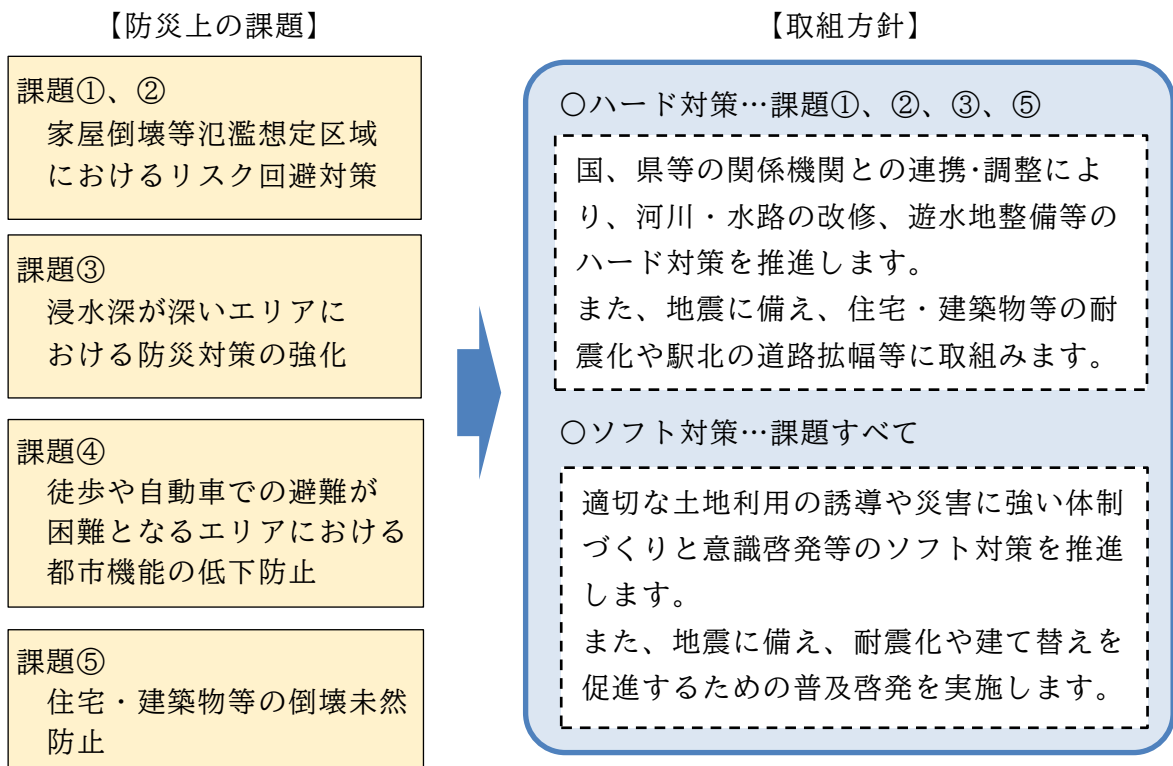 【防災上の課題】
課題①、②
家屋倒壊等氾濫想定区域
におけるリスク回避対策
課題③
浸水深が深いエリアに
おける防災対策の強化
課題④
徒歩や自動車での避難が
困難となるエリアにおける
都市機能の低下防止
課題⑤
住宅・建築物等の倒壊未然
防止
【取組方針】
○ハード対策…課題①、②、③、⑤
国、県等の関係機関との連携･調整によ
り、河川・水路の改修、遊水地整備等の
ハード対策を推進します。
また、地震に備え、住宅・建築物等の耐
震化や駅北の道路拡幅等に取組みます。
○ソフト対策…課題すべて
適切な土地利用の誘導や災害に強い体制
づくりと意識啓発等のソフト対策を推進
します。
また、地震に備え、耐震化や建て替えを
促進するための普及啓発を実施します。